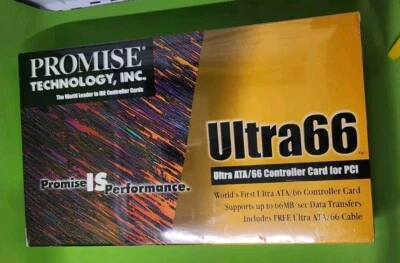 PROMISE®
TECHNOLOGY, INC.
The World Leader in IDE Controller Cards
Ultra66™
Ultra ATA/66 Controller Card for PCI
Promise IS Performance.
World's First Ultra ATA/66 Controller Card
Supports up to 66MB/sec Data Transfers
Includes FREE Ultra ATA/66 Cable